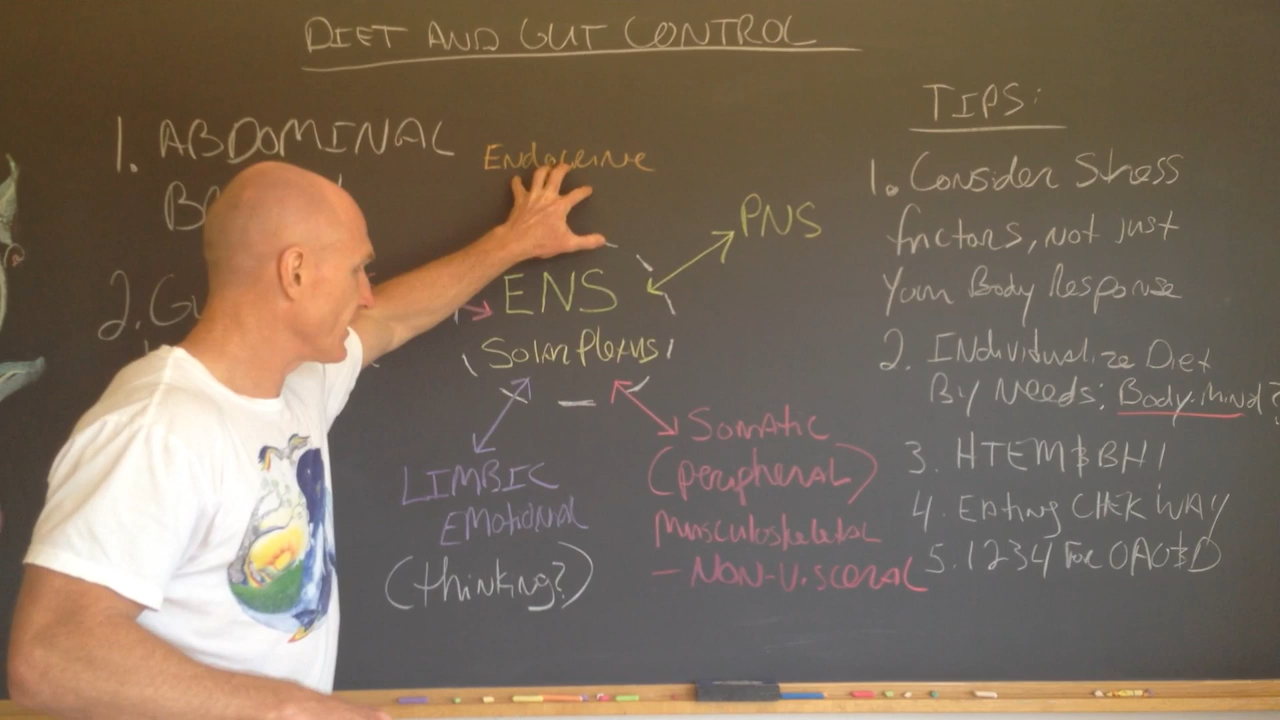 DIET AND GUT CONTROL
1. ABDOMINAL
2. GU
Endocrine
PNS
ENS
Solar Plexus
LIMBIC
EMotional
(thinking?)
Somatic
(peripheral)
Musculoskeletal
- NON-Visceral
TIPS:
1. Consider Stress
factors, Not just
Your Body Response
2. INdividualize Diet
By Needs; Body-Mind?
3. HTEM & BH!
4. Eating CHEK WAY
5. 1234 For OAO&D